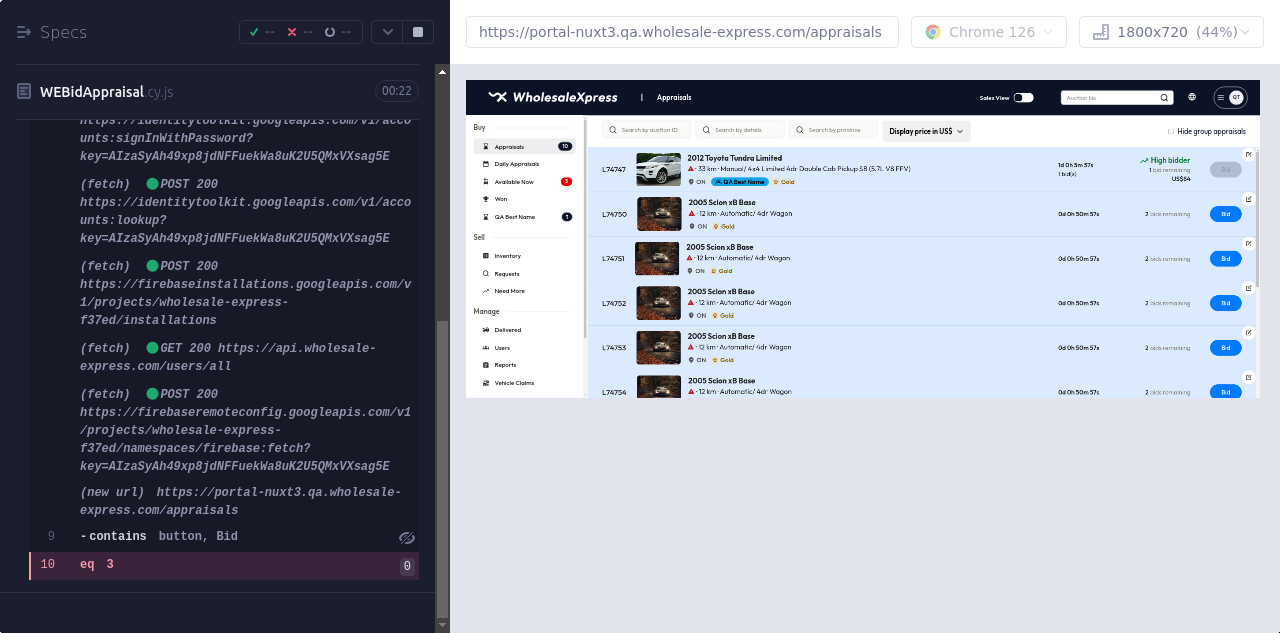 Specs
-- -- --
https://portal-nuxt3.qa.wholesale-express.com/appraisals
Chrome 126
1800x720 (44%)
WEBidAppraisal.cy.js
00:22
https://identitytoolkit.googleapis.com/v1/acco
unts:signInWithPassword?
key=AIzaSyAh49xp8jdNFFuekWa8uK2U5QMxVXsag5E
(fetch) POST 200
https://identitytoolkit.googleapis.com/v1/acco
unts:lookup?
key=AIzaSyAh49xp8jdNFFuekWa8uK2U5QMxVXsag5E
(fetch) POST 200
https://firebaseinstallations.googleapis.com/v
1/projects/wholesale-express-
f37ed/installations
(fetch) GET 200 https://api.wholesale-
express.com/users/all
(fetch) POST 200
https://firebaseremoteconfig.googleapis.com/v1
/projects/wholesale-express-
f37ed/namespaces/firebase:fetch?
key=AIzaSyAh49xp8jdNFFuekWa8uK2U5QMxVXsag5E
(new url) https://portal-nuxt3.qa.wholesale-
express.com/appraisals
9 -contains button, Bid
10 eq 3 0
WholesaleXpress | Appraisals
Sales View
Auction No
QT
Buy
Appraisals 10
Daily Appraisals
Available Now 3
Won
QA Best Name 1
Sell
Inventory
Requests
Need More
Manage
Delivered
Users
Reports
Vehicle Claims
Search by auction ID
Search by details
Search by province
Display price in US$
Hide group appraisals
L74747
2012 Toyota Tundra Limited
· 33 km · Manual/ 4x4 Limited 4dr Double Cab Pickup SB (5.7L V8 FFV)
ON QA Best Name Gold
1d 0h 5m 57s
1 bid(s)
High bidder
1 bid remaining
US$84
Bid
L74750
2005 Scion xB Base
· 12 km · Automatic/ 4dr Wagon
ON Gold
0d 0h 50m 57s
2 bids remaining
Bid
L74751
2005 Scion xB Base
· 12 km · Automatic/ 4dr Wagon
ON Gold
0d 0h 50m 57s
2 bids remaining
Bid
L74752
2005 Scion xB Base
· 12 km · Automatic/ 4dr Wagon
ON Gold
0d 0h 50m 57s
2 bids remaining
Bid
L74753
2005 Scion xB Base
· 12 km · Automatic/ 4dr Wagon
ON Gold
0d 0h 50m 57s
2 bids remaining
Bid
L74754
2005 Scion xB Base
· 12 km · Automatic/ 4dr Wagon
0d 0h 50m 57s
2 bids remaining
Bid